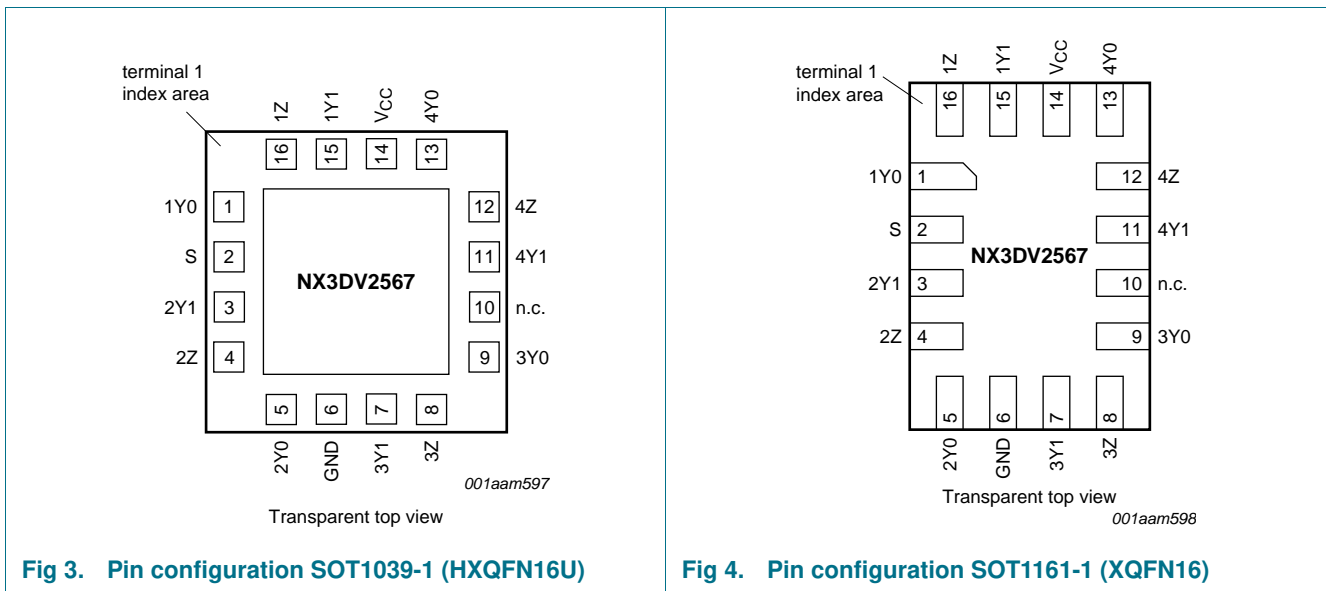 terminal 1
index area
1Z
1Y1
VCC
4Y0
16
15
14
13
1Y0
1
12
4Z
S
2
11
4Y1
NX3DV2567
2Y1
3
10
n.c.
2Z
4
9
3Y0
5
6
7
8
2Y0
GND
3Y1
3Z
001aam597
Transparent top view
Fig 3. Pin configuration SOT1039-1 (HXQFN16U)
terminal 1
index area
1Z
1Y1
VCC
4Y0
16
15
14
13
1Y0
1
12
4Z
S
2
11
4Y1
NX3DV2567
2Y1
3
10
n.c.
2Z
4
9
3Y0
5
6
7
8
2Y0
GND
3Y1
3Z
Transparent top view
001aam598
Fig 4. Pin configuration SOT1161-1 (XQFN16)